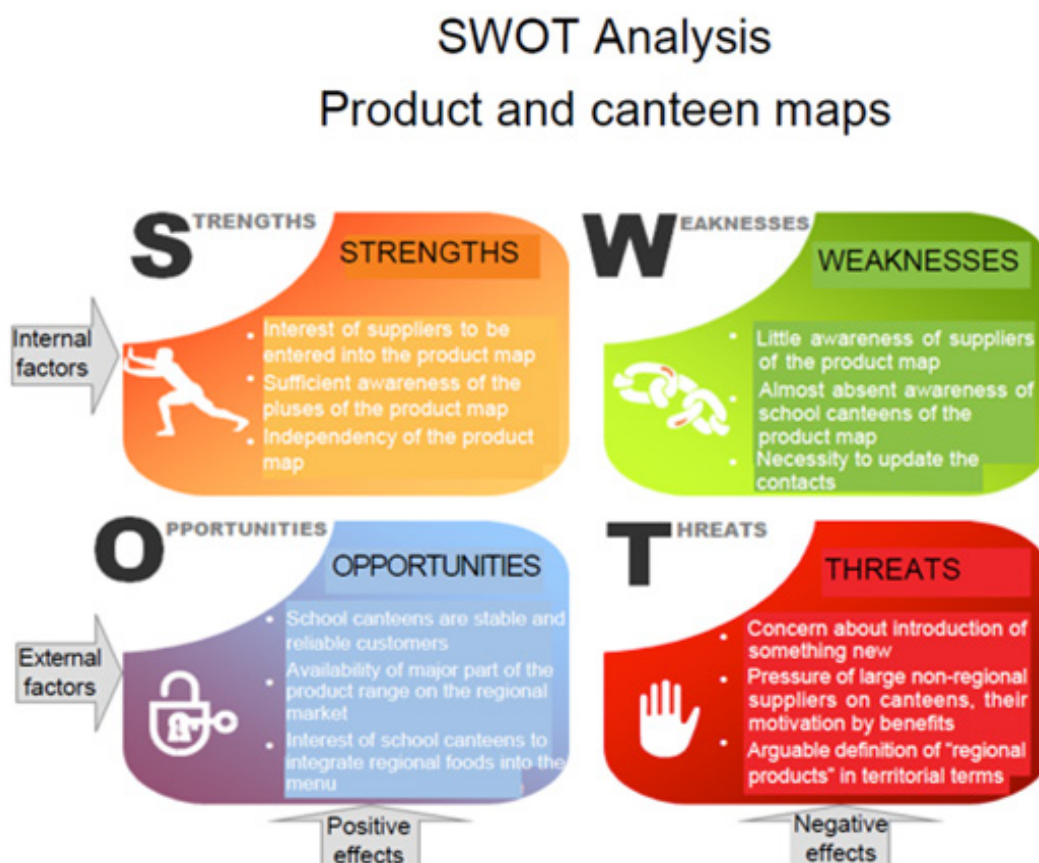 SWOT Analysis
Product and canteen maps
STRENGTHS
STRENGTHS
Internal
factors
• Interest of suppliers to be
entered into the product map
• Sufficient awareness of the
pluses of the product map
• Independency of the product
map
WEAKNESSES
WEAKNESSES
• Little awareness of suppliers
of the product map
• Almost absent awareness of
school canteens of the
product map
• Necessity to update the
contacts
OPPORTUNITIES
OPPORTUNITIES
External
factors
• School canteens are stable and
reliable customers
• Availability of major part of the
product range on the regional
market
• Interest of school canteens to
integrate regional foods into the
menu
THREATS
THREATS
• Concern about introduction of
something new
• Pressure of large non-regional
suppliers on canteens, their
motivation by benefits
• Arguable definition of "regional
products" in territorial terms
Positive
effects
Negative
effects